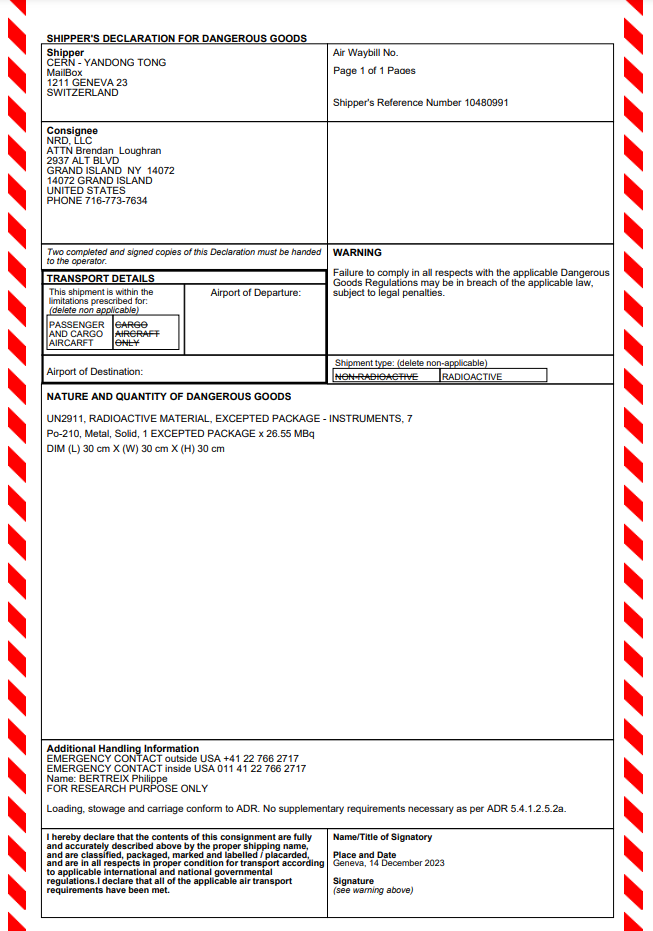 SHIPPER'S DECLARATION FOR DANGEROUS GOODS
Shipper
CERN - YANDONG TONG
MailBox
1211 GENEVA 23
SWITZERLAND
Air Waybill No.
Page 1 of 1 Pages
Shipper's Reference Number 10480991
Consignee
NRD, LLC
ATTN Brendan Loughran
2937 ALT BLVD
GRAND ISLAND NY 14072
14072 GRAND ISLAND
UNITED STATES
PHONE 716-773-7634
Two completed and signed copies of this Declaration must be handed
to the operator.
WARNING
Failure to comply in all respects with the applicable Dangerous
Goods Regulations may be in breach of the applicable law,
subject to legal penalties.
TRANSPORT DETAILS
This shipment is within the
limitations prescribed for:
(delete non applicable)
PASSENGER
AND CARGO
AIRCARFT
CARGO
AIRCRAFT
ONLY
Airport of Departure:
Airport of Destination:
Shipment type: (delete non-applicable)
NON-RADIOACTIVE
RADIOACTIVE
NATURE AND QUANTITY OF DANGEROUS GOODS
UN2911, RADIOACTIVE MATERIAL, EXCEPTED PACKAGE - INSTRUMENTS, 7
Po-210, Metal, Solid, 1 EXCEPTED PACKAGE x 26.55 MBq
DIM (L) 30 cm X (W) 30 cm X (H) 30 cm
Additional Handling Information
EMERGENCY CONTACT outside USA +41 22 766 2717
EMERGENCY CONTACT inside USA 011 41 22 766 2717
Name: BERTREIX Philippe
FOR RESEARCH PURPOSE ONLY
Loading, stowage and carriage conform to ADR. No supplementary requirements necessary as per ADR 5.4.1.2.5.2a.
I hereby declare that the contents of this consignment are fully
and accurately described above by the proper shipping name,
and are classified, packaged, marked and labelled / placarded,
and are in all respects in proper condition for transport according
to applicable international and national governmental
regulations.I declare that all of the applicable air transport
requirements have been met.
Name/Title of Signatory
Place and Date
Geneva, 14 December 2023
Signature
(see warning above)